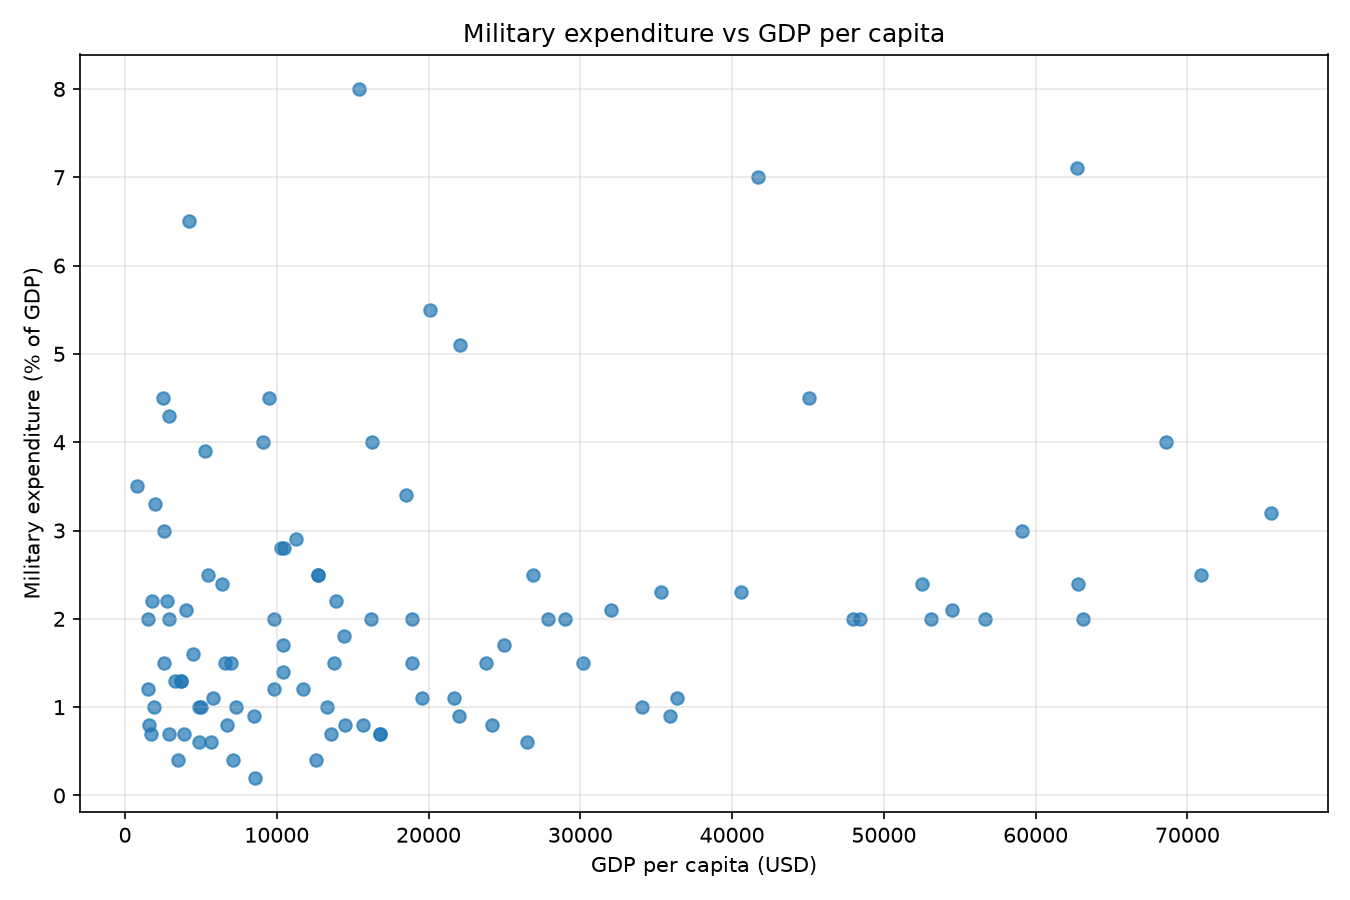 Military expenditure vs GDP per capita
Military expenditure (% of GDP)
8
7
6
5
4
3
2
1
0
0 10000 20000 30000 40000 50000 60000 70000
GDP per capita (USD)